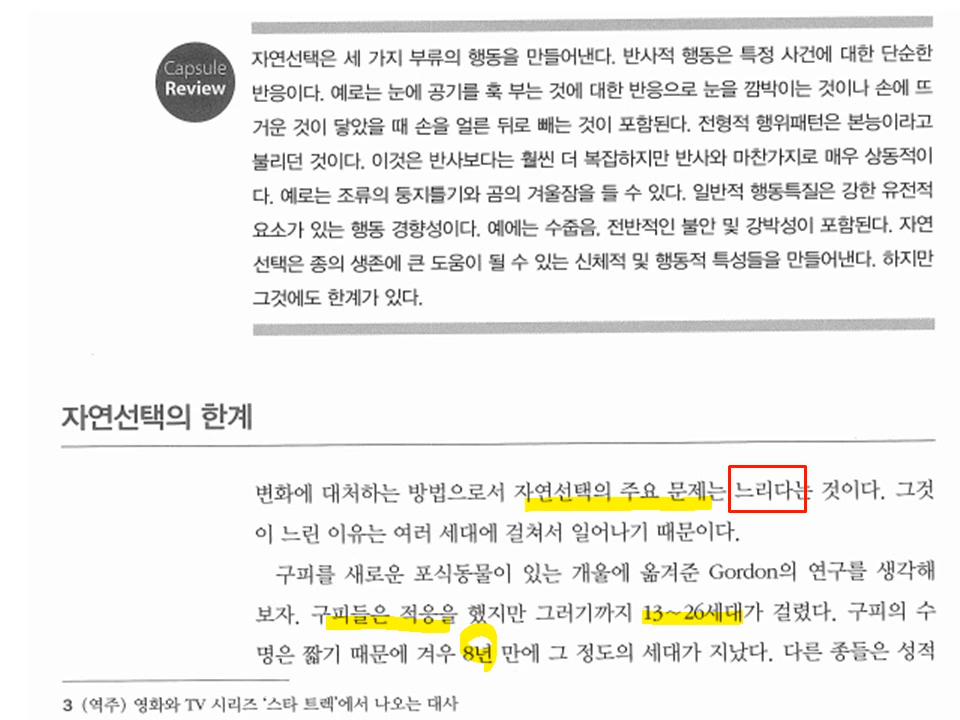 Capsule
Review
자연선택은 세 가지 부류의 행동을 만들어낸다. 반사적 행동은 특정 사건에 대한 단순한
반응이다. 예로는 눈에 공기를 훅 부는 것에 대한 반응으로 눈을 깜박이는 것이나 손에 뜨
거운 것이 닿았을 때 손을 얼른 뒤로 빼는 것이 포함된다. 전형적 행위패턴은 본능이라고
불리던 것이다. 이것은 반사보다는 훨씬 더 복잡하지만 반사와 마찬가지로 매우 상동적이
다. 예로는 조류의 둥지틀기와 곰의 겨울잠을 들 수 있다. 일반적 행동특질은 강한 유전적
요소가 있는 행동 경향성이다. 예에는 수줍음, 전반적인 불안 및 강박성이 포함된다. 자연
선택은 종의 생존에 큰 도움이 될 수 있는 신체적 및 행동적 특성들을 만들어낸다. 하지만
그것에도 한계가 있다.
자연선택의 한계
변화에 대처하는 방법으로서 자연선택의 주요 문제는 느리다는 것이다. 그것
이 느린 이유는 여러 세대에 걸쳐서 일어나기 때문이다.
구피를 새로운 포식동물이 있는 개울에 옮겨준 Gordon의 연구를 생각해
보자. 구피들은 적응을 했지만 그러기까지 13~26세대가 걸렸다. 구피의 수
명은 짧기 때문에 겨우 8년 만에 그 정도의 세대가 지났다. 다른 종들은 성적
3 (역주) 영화와 TV 시리즈 '스타 트렉'에서 나오는 대사